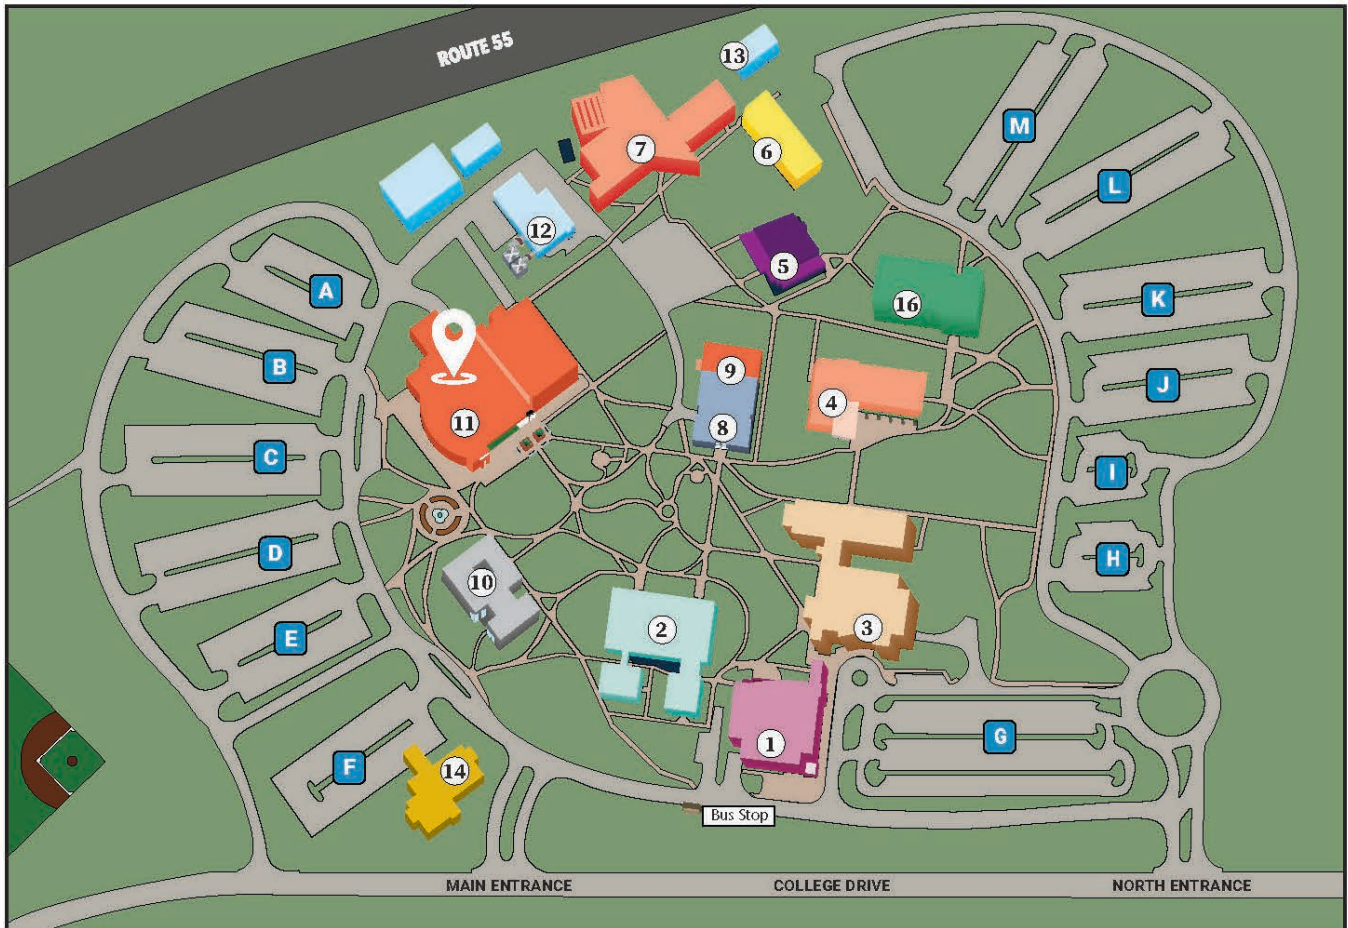 ROUTE 55
13
M
7
6
L
12
5
A
K
16
B
9
J
4
11
8
C
I
D
H
10
E
2
3
G
1
F
14
Bus Stop
MAIN ENTRANCE
COLLEGE DRIVE
NORTH ENTRANCE